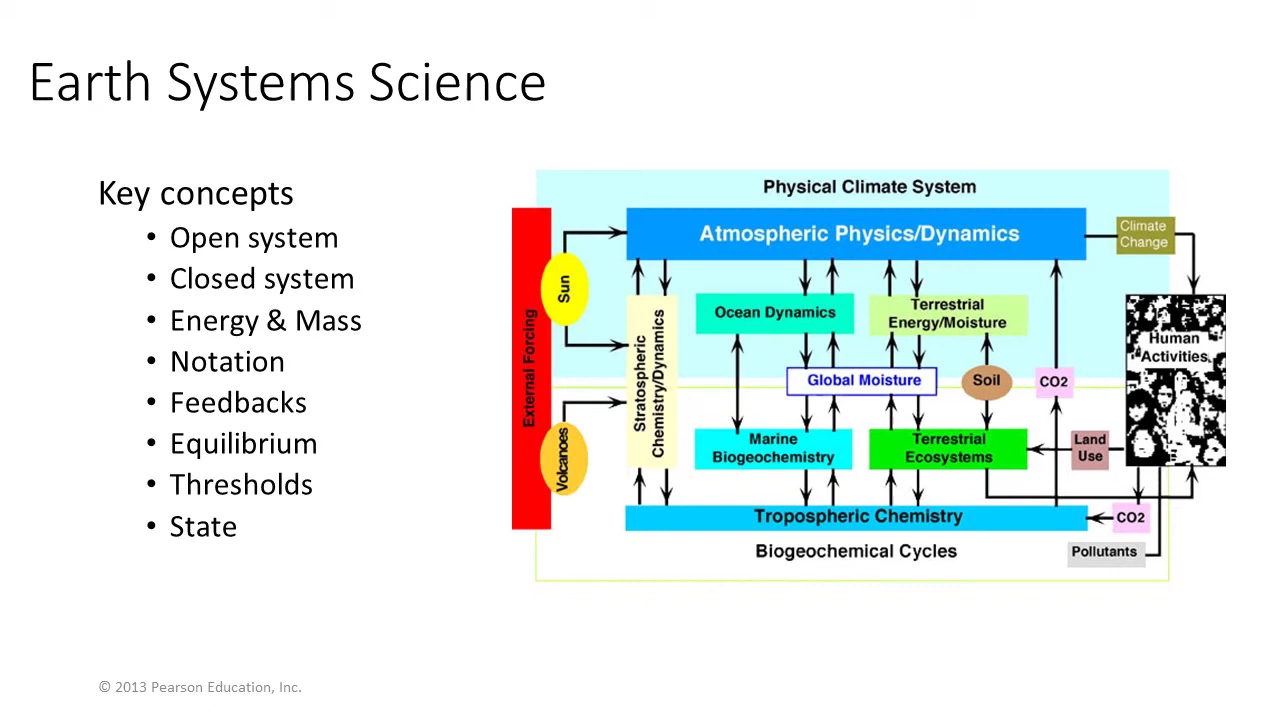 Earth Systems Science
Key concepts
• Open system
• Closed system
• Energy & Mass
• Notation
• Feedbacks
• Equilibrium
• Thresholds
• State
Physical Climate System
External Forcing
Sun
Volcanoes
Atmospheric Physics/Dynamics
Climate
Change
Stratospheric
Chemistry/Dynamics
Ocean Dynamics
Terrestrial
Energy/Moisture
Human
Activities
Global Moisture
Soil
CO2
Marine
Biogeochemistry
Terrestrial
Ecosystems
Land
Use
Tropospheric Chemistry
CO2
Biogeochemical Cycles
Pollutants
© 2013 Pearson Education, Inc.